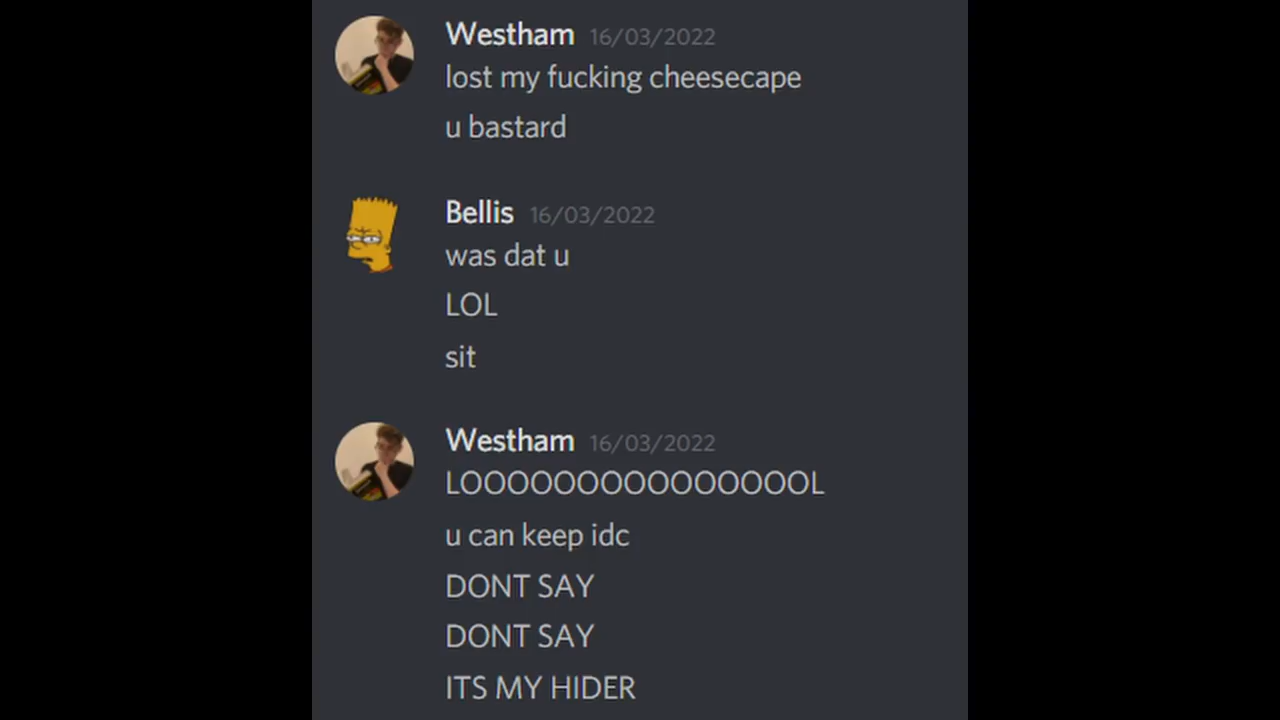 Westham 16/03/2022
lost my fucking cheesecape
u bastard
Bellis 16/03/2022
was dat u
LOL
sit
Westham 16/03/2022
LOOOOOOOOOOOOOOOL
u can keep idc
DONT SAY
DONT SAY
ITS MY HIDER